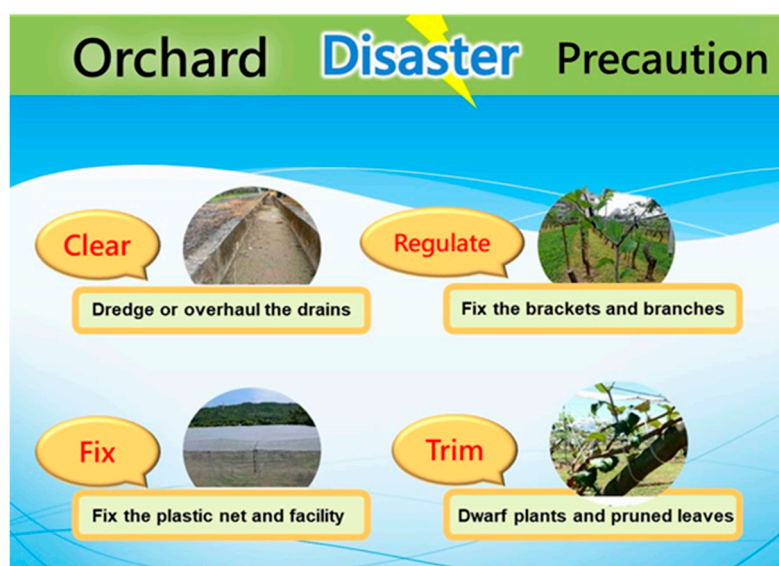 Orchard Disaster Precaution
Clear
Dredge or overhaul the drains
Regulate
Fix the brackets and branches
Fix
Fix the plastic net and facility
Trim
Dwarf plants and pruned leaves